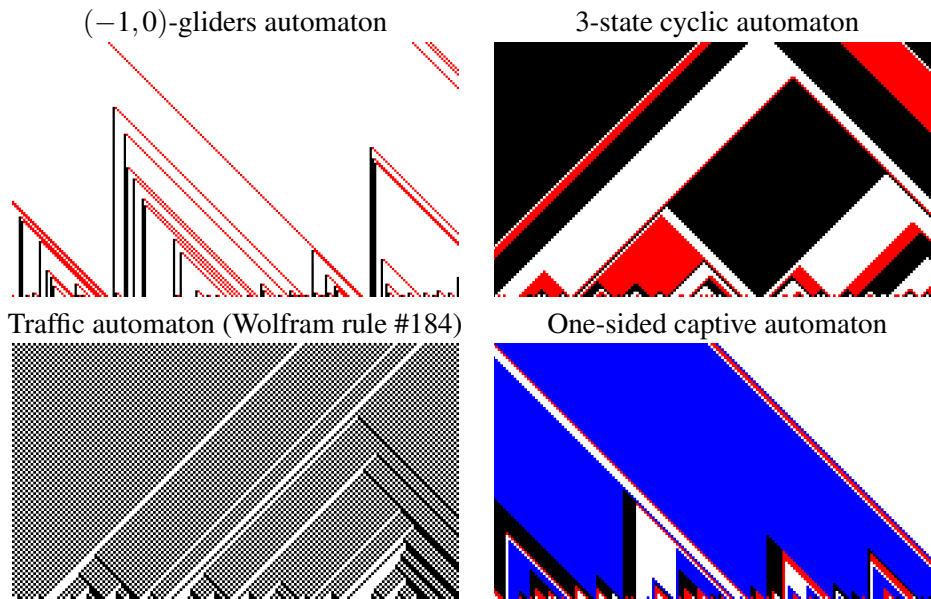 (−1,0)-gliders automaton
3-state cyclic automaton
Traffic automaton (Wolfram rule #184)
One-sided captive automaton